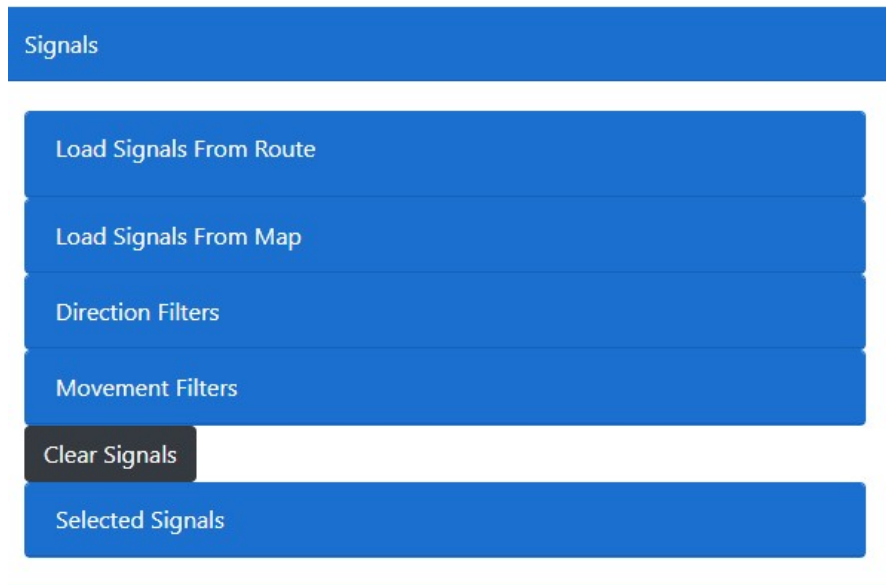 Signals
Load Signals From Route
Load Signals From Map
Direction Filters
Movement Filters
Clear Signals
Selected Signals